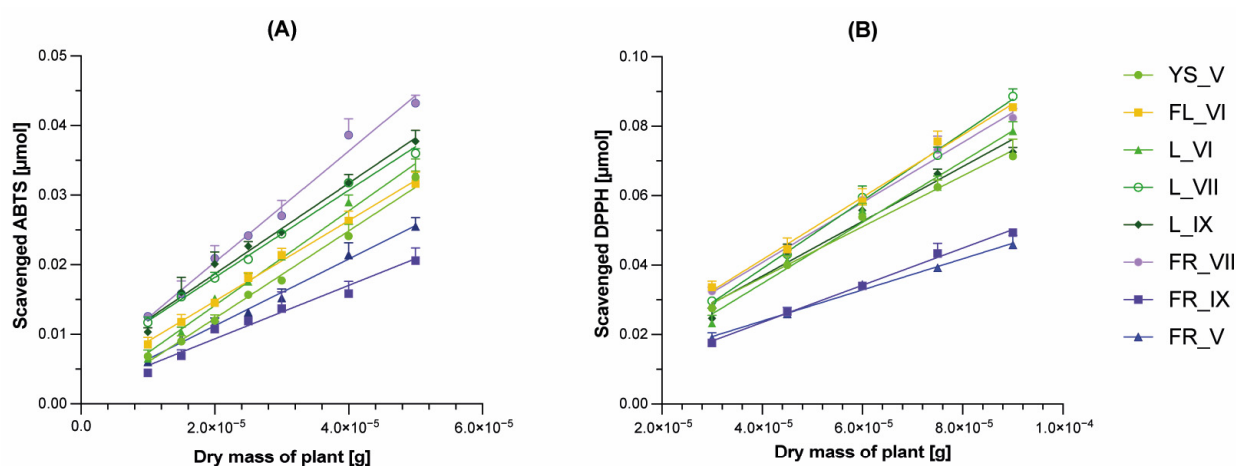 (A)
Scavenged ABTS [µmol]
0.05
0.04
0.03
0.02
0.01
0.00
0.0
2.0×10⁻⁵
4.0×10⁻⁵
6.0×10⁻⁵
Dry mass of plant [g]
(B)
Scavenged DPPH [µmol]
0.10
0.08
0.06
0.04
0.02
0.00
2.0×10⁻⁵
4.0×10⁻⁵
6.0×10⁻⁵
8.0×10⁻⁵
1.0×10⁻⁴
Dry mass of plant [g]
YS_V
FL_VI
L_VI
L_VII
L_IX
FR_VII
FR_IX
FR_V